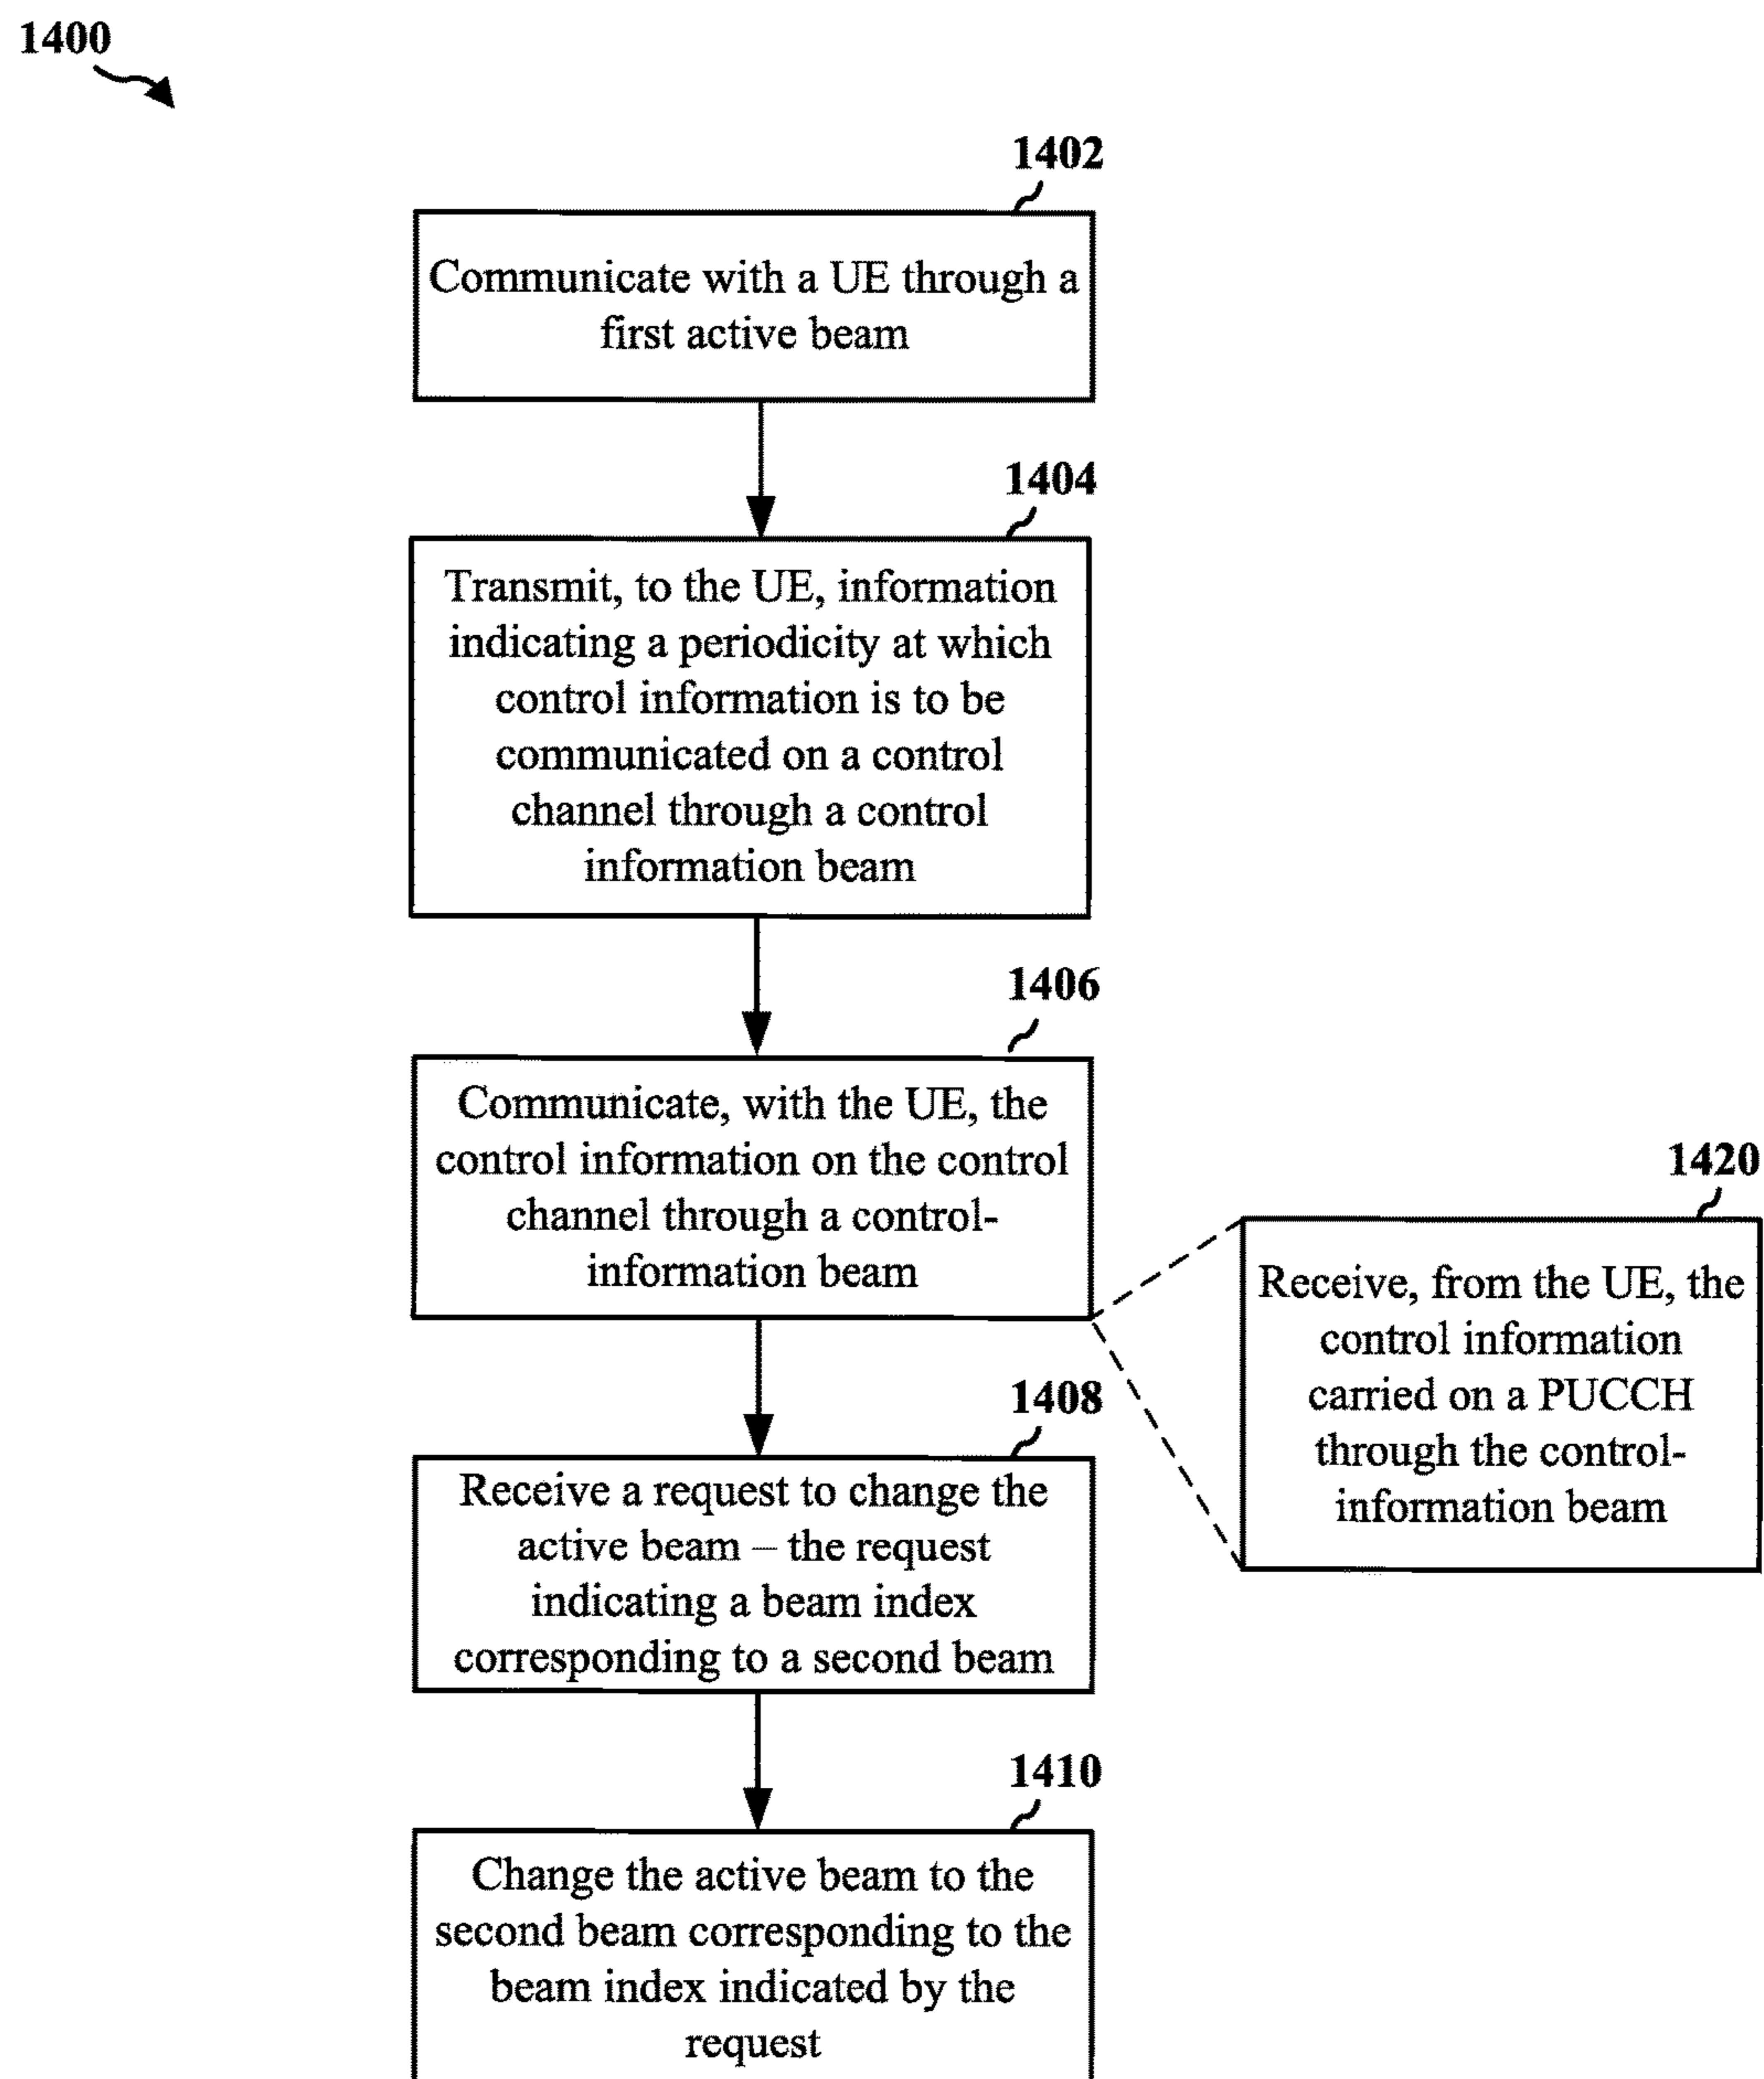 1400
1402
Communicate with a UE through a
first active beam
1404
Transmit, to the UE, information
indicating a periodicity at which
control information is to be
communicated on a control
channel through a control
information beam
1406
Communicate, with the UE, the
control information on the control
channel through a control-
information beam
1420
Receive, from the UE, the
control information
carried on a PUCCH
through the control-
information beam
1408
Receive a request to change the
active beam – the request
indicating a beam index
corresponding to a second beam
1410
Change the active beam to the
second beam corresponding to the
beam index indicated by the
request